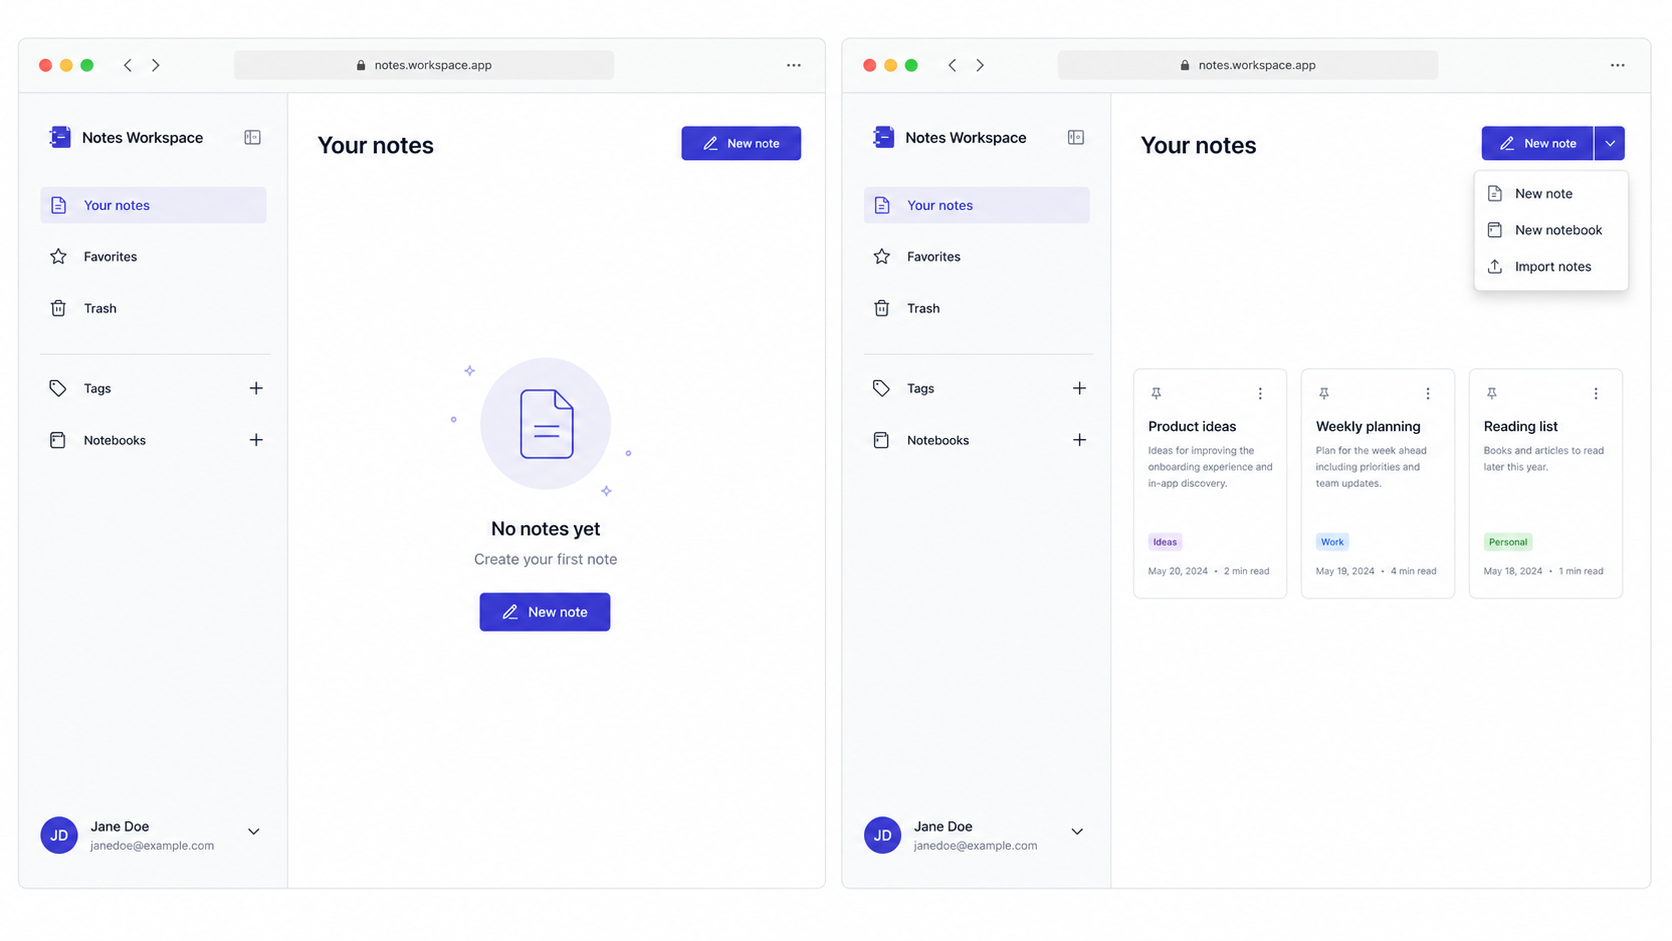 notes.workspace.app
Notes Workspace
Your notes
Favorites
Trash
Tags
Notebooks
JD
Jane Doe
janedoe@example.com
Your notes
New note
No notes yet
Create your first note
New note
notes.workspace.app
Notes Workspace
Your notes
Favorites
Trash
Tags
Notebooks
JD
Jane Doe
janedoe@example.com
Your notes
New note
New note
New notebook
Import notes
Product ideas
Ideas for improving the
onboarding experience and
in-app discovery.
Ideas
May 20, 2024 • 2 min read
Weekly planning
Plan for the week ahead
including priorities and
team updates.
Work
May 19, 2024 • 4 min read
Reading list
Books and articles to read
later this year.
Personal
May 18, 2024 • 1 min read